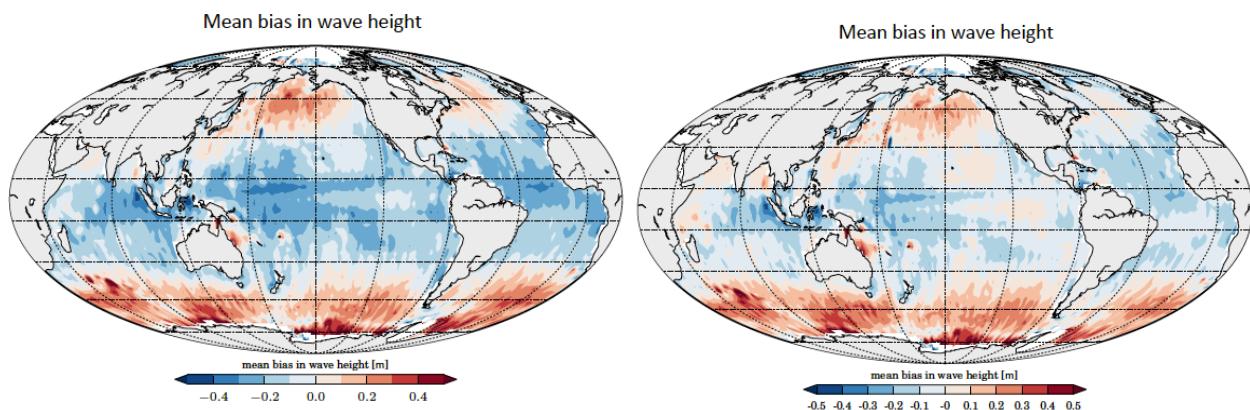 Mean bias in wave height
mean bias in wave height [m]
−0.4 −0.2 0.0 0.2 0.4
Mean bias in wave height
mean bias in wave height [m]
-0.5 -0.4 -0.3 -0.2 -0.1 -0 0.1 0.2 0.3 0.4 0.5